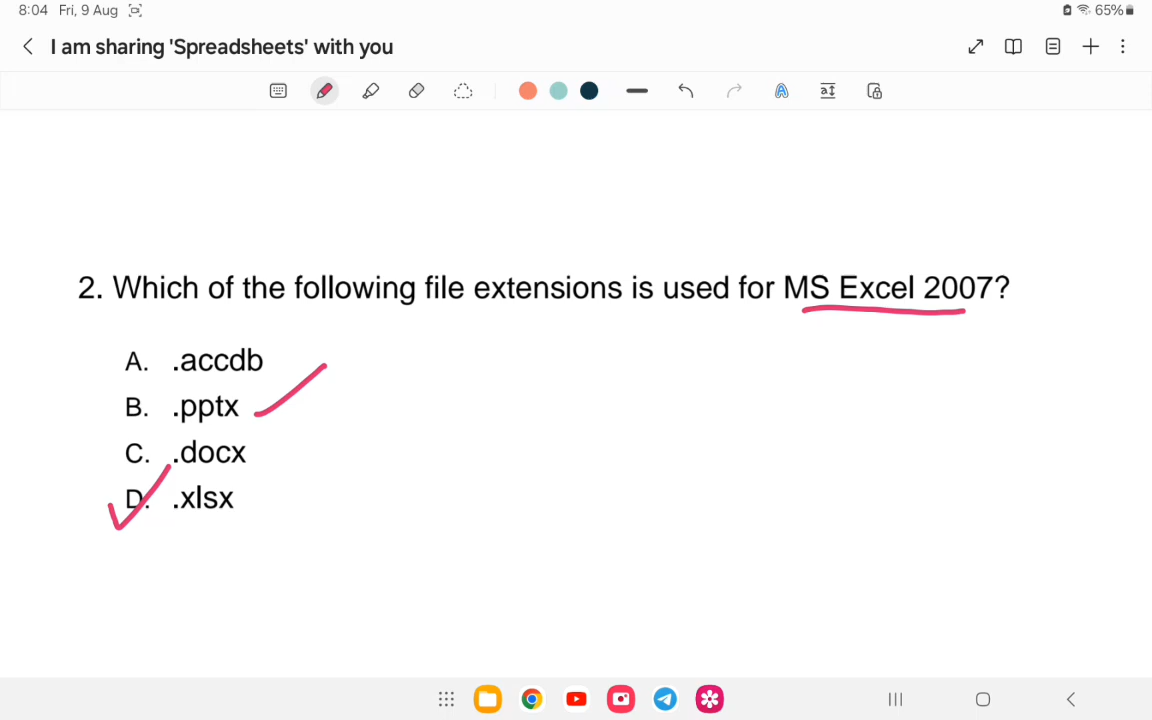 8:04 Fri, 9 Aug 65%
I am sharing 'Spreadsheets' with you
2. Which of the following file extensions is used for MS Excel 2007?
A. .accdb
B. .pptx
C. .docx
D. .xlsx